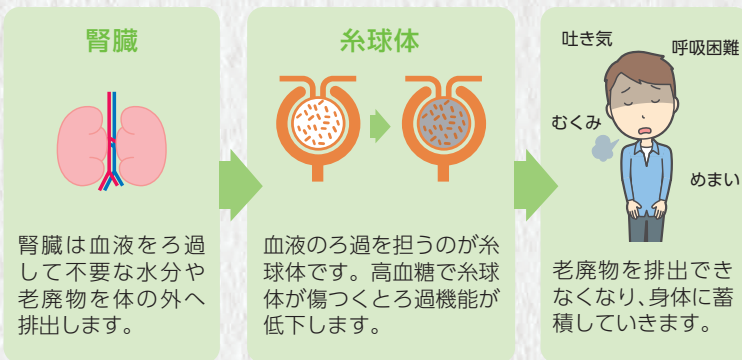 腎臓
腎臓は血液をろ過
して不要な水分や
老廃物を体の外へ
排出します。
糸球体
血液のろ過を担うのが糸
球体です。高血糖で糸球
体が傷つくとろ過機能が
低下します。
吐き気
呼吸困難
むくみ
めまい
老廃物を排出でき
なくなり、身体に蓄
積していきます。